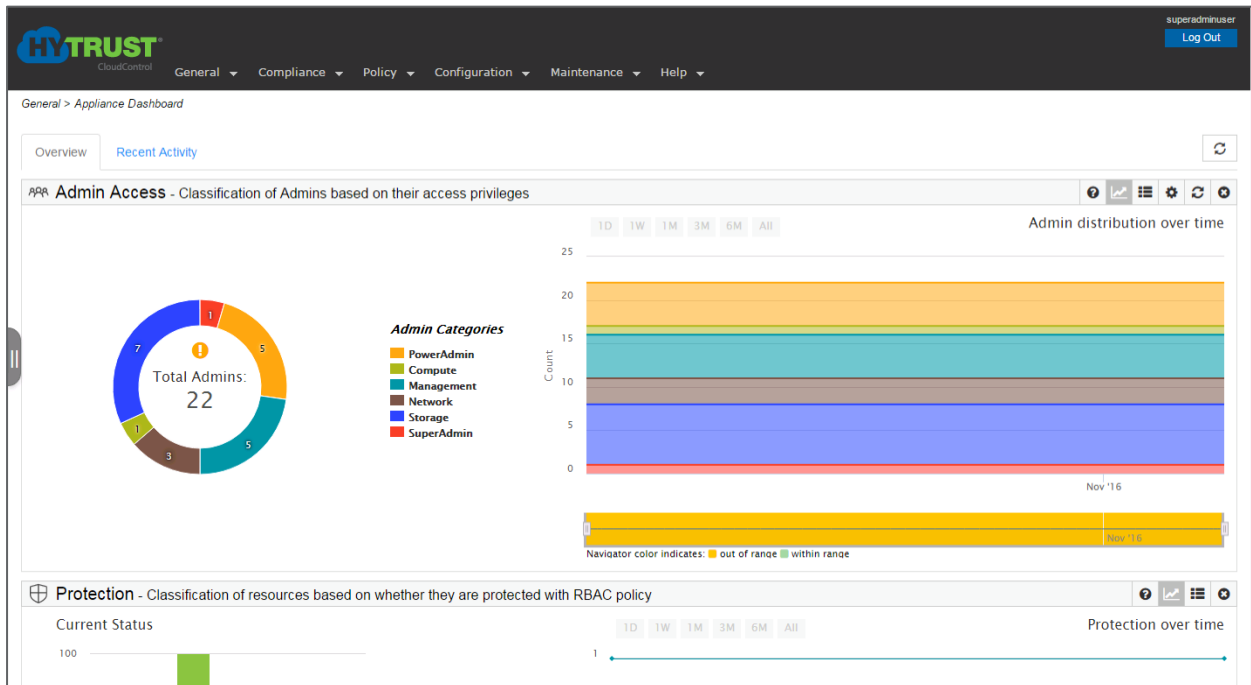 superadminuser
Log Out
HYTRUST
CloudControl
General Compliance Policy Configuration Maintenance Help
General > Appliance Dashboard
Overview Recent Activity
Admin Access - Classification of Admins based on their access privileges
1D 1W 1M 3M 6M All
Admin distribution over time
1
5
5
3
1
7
Total Admins:
22
Admin Categories
PowerAdmin
Compute
Management
Network
Storage
SuperAdmin
Count
25
20
15
10
5
0
Nov '16
Nov '16
Navigator color indicates: out of range within range
Protection - Classification of resources based on whether they are protected with RBAC policy
Current Status
100
1D 1W 1M 3M 6M All
Protection over time
1